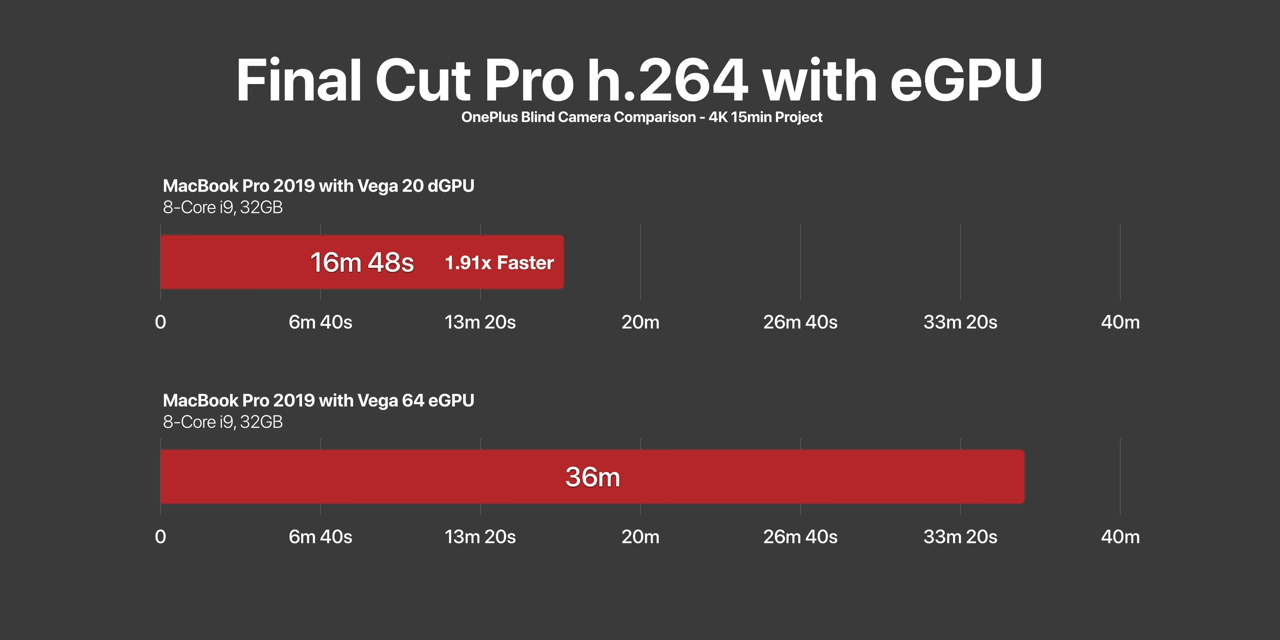 Final Cut Pro h.264 with eGPU
OnePlus Blind Camera Comparison - 4K 15min Project
MacBook Pro 2019 with Vega 20 dGPU
8-Core i9, 32GB
16m 48s 1.91x Faster
0 6m 40s 13m 20s 20m 26m 40s 33m 20s 40m
MacBook Pro 2019 with Vega 64 eGPU
8-Core i9, 32GB
36m
0 6m 40s 13m 20s 20m 26m 40s 33m 20s 40m